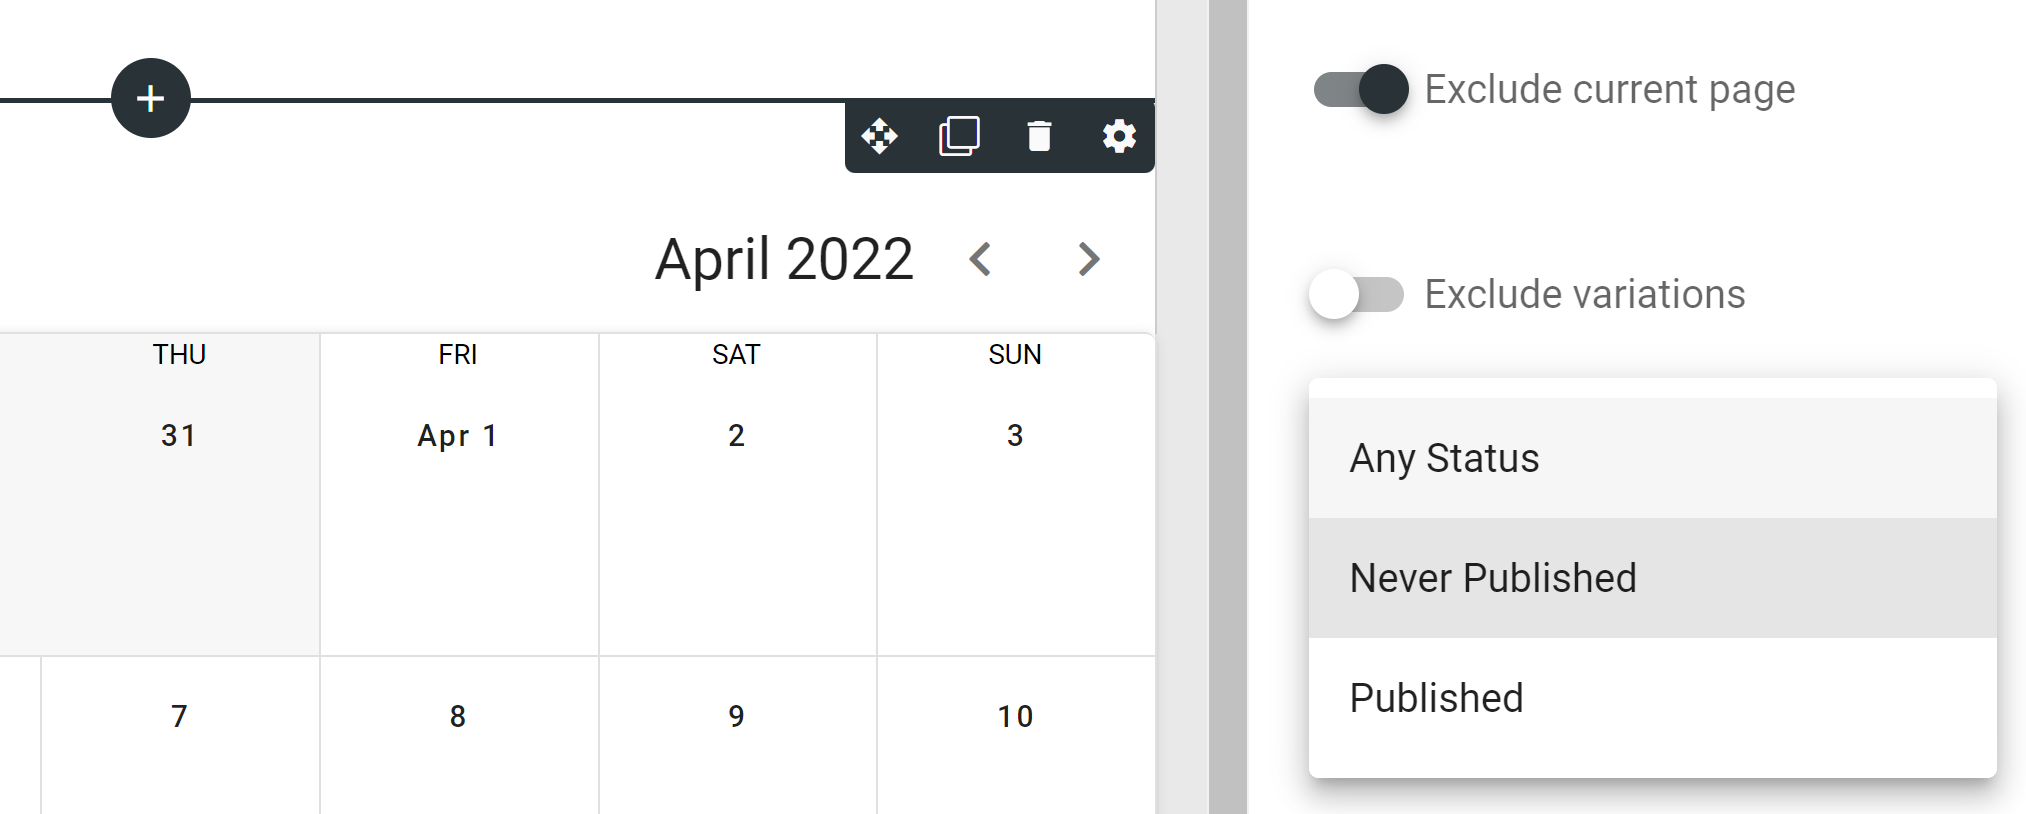 April 2022
THU FRI SAT SUN
31 Apr 1 2 3
7 8 9 10
Exclude current page
Exclude variations
Any Status
Never Published
Published